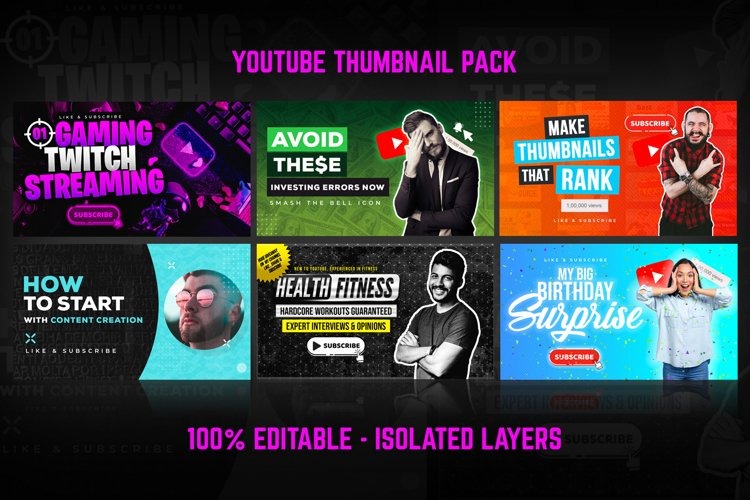 YOUTUBE THUMBNAIL PACK
LIKE & SUBSCRIBE
01
GAMING
TWITCH
STREAMING
SUBSCRIBE
AVOID
THE$E
INVESTING ERRORS NOW
SMASH THE BELL ICON
MAKE
THUMBNAILS
THAT RANK
1,00,000 views
LIKE & SUBSCRIBE
SUBSCRIBE
HOW
TO START
WITH CONTENT CREATION
LIKE & SUBSCRIBE
NEW TO YOUTUBE, EXPERIENCED IN FITNESS
HEALTH FITNESS
HARDCORE WORKOUTS GUARANTEED
EXPERT INTERVIEWS & OPINIONS
SUBSCRIBE
LIKE & SUBSCRIBE
MY BIG
BIRTHDAY
Surprise
SUBSCRIBE
100% EDITABLE - ISOLATED LAYERS